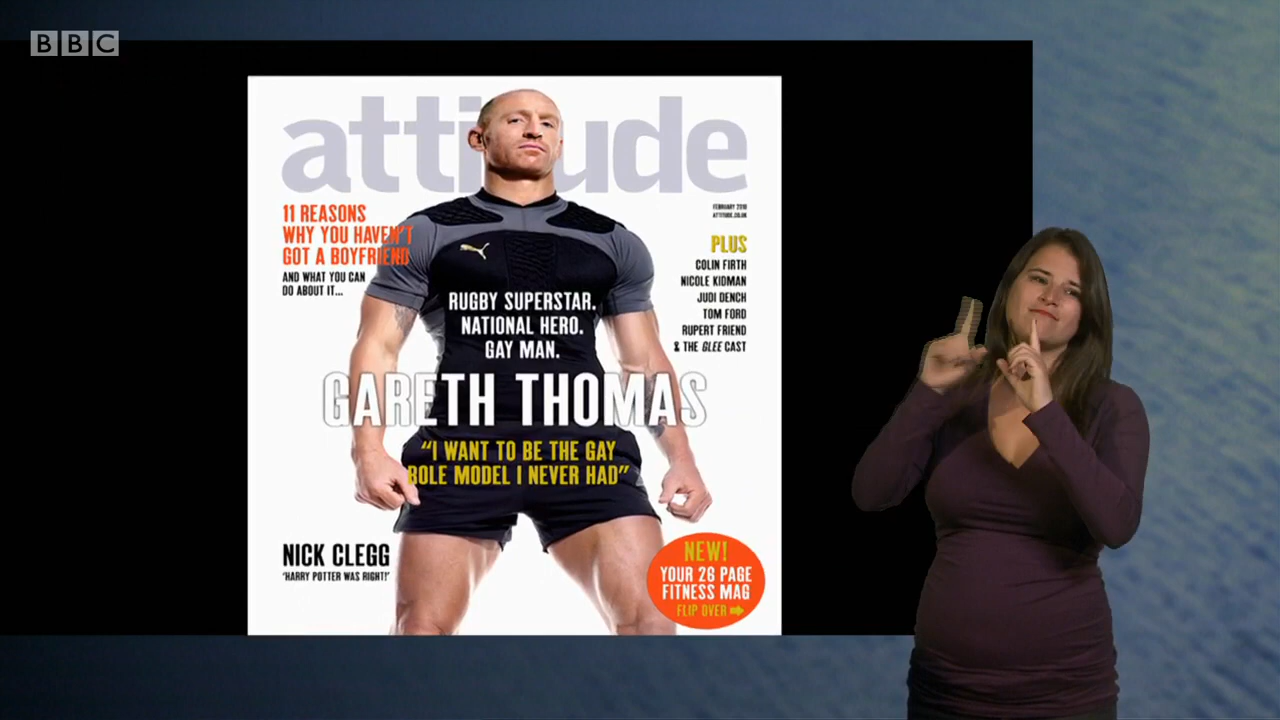 BBC
attitude
FEBRUARY 2010
ATTITUDE.CO.UK
11 REASONS
WHY YOU HAVEN'T
GOT A BOYFRIEND
AND WHAT YOU CAN
DO ABOUT IT...
PLUS
COLIN FIRTH
NICOLE KIDMAN
JUDI DENCH
TOM FORD
RUPERT FRIEND
& THE GLEE CAST
RUGBY SUPERSTAR.
NATIONAL HERO.
GAY MAN.
GARETH THOMAS
“I WANT TO BE THE GAY
ROLE MODEL I NEVER HAD”
NICK CLEGG
'HARRY POTTER WAS RIGHT!'
NEW!
YOUR 26 PAGE
FITNESS MAG
FLIP OVER